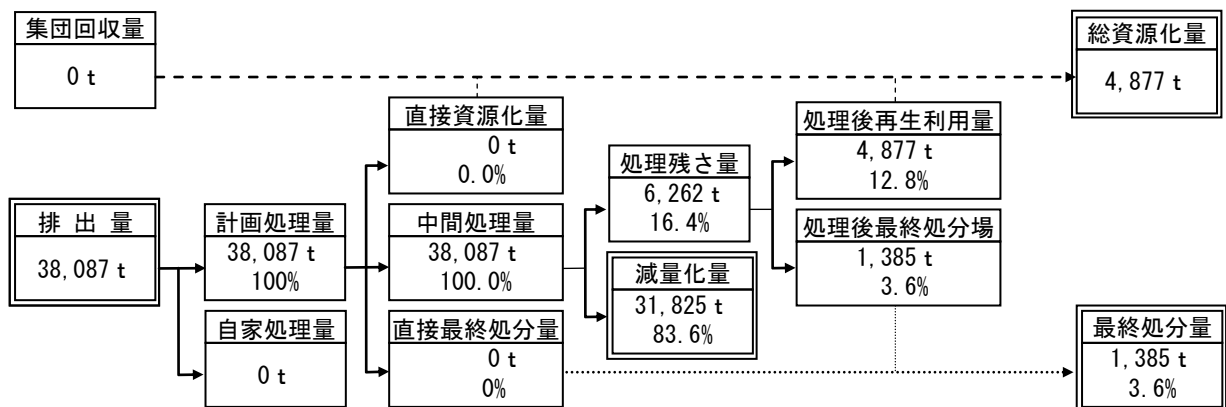 集団回収量
0 t
総資源化量
4,877 t
直接資源化量
0 t
0.0%
処理後再生利用量
4,877 t
12.8%
処理残さ量
6,262 t
16.4%
排 出 量
38,087 t
計画処理量
38,087 t
100%
中間処理量
38,087 t
100.0%
処理後最終処分場
1,385 t
3.6%
減量化量
31,825 t
83.6%
自家処理量
0 t
直接最終処分量
0 t
0%
最終処分量
1,385 t
3.6%